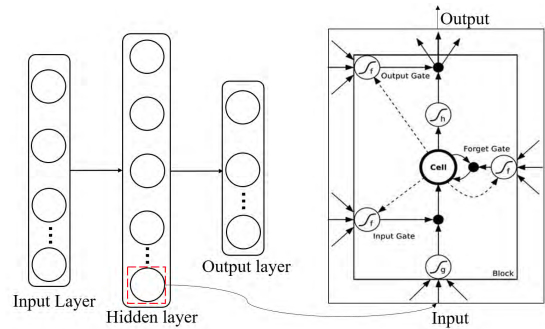 Input Layer
Hidden layer
Output layer
Output
f
Output Gate
h
Forget Gate
Cell
f
f
Input Gate
g
Block
Input